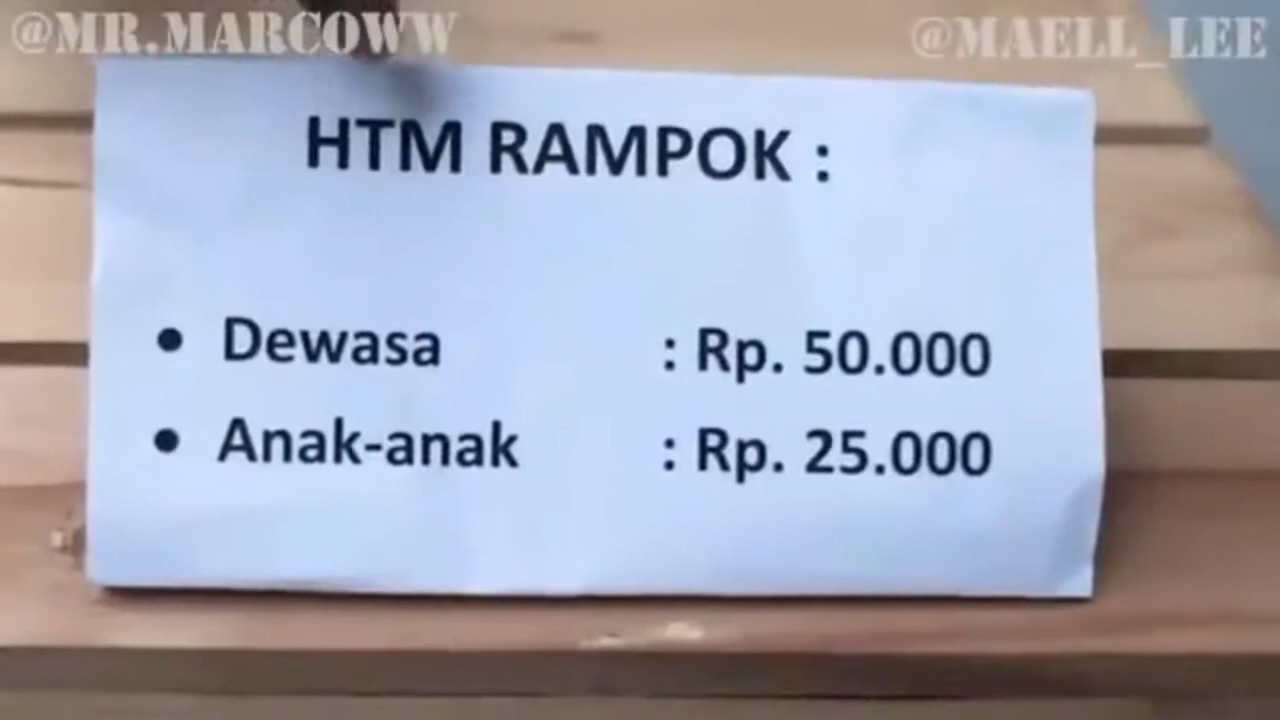 @MR.MARCOWW @MAELL_LEE
HTM RAMPOK :
• Dewasa : Rp. 50.000
• Anak-anak : Rp. 25.000